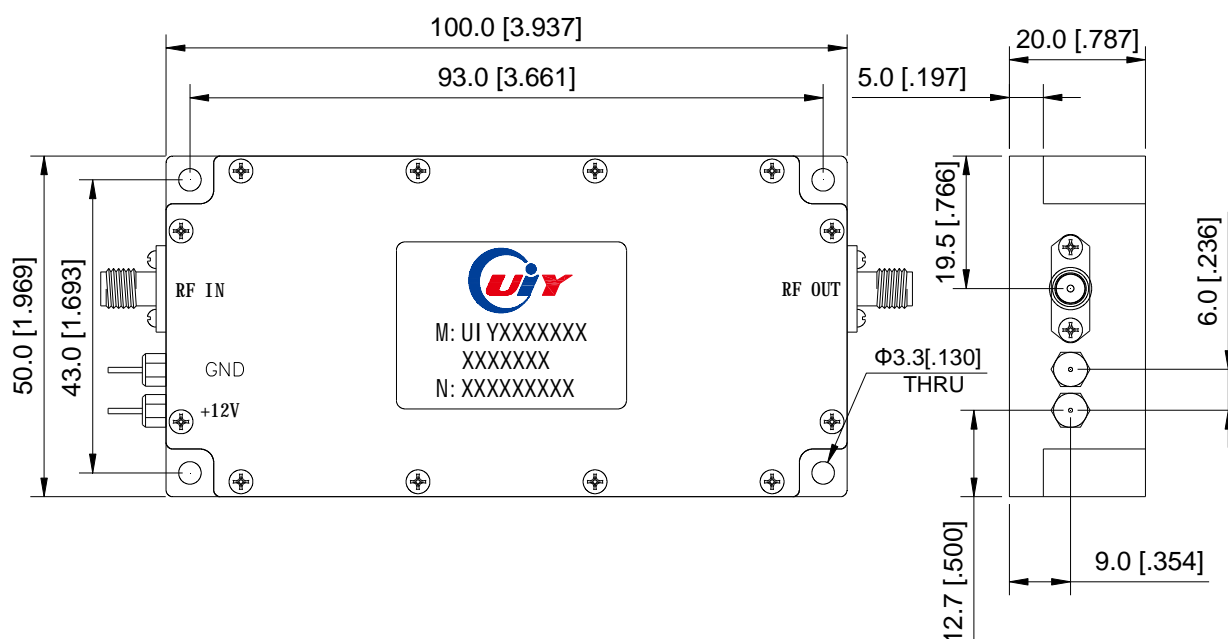 100.0 [3.937]
93.0 [3.661]
20.0 [.787]
5.0 [.197]
50.0 [1.969]
43.0 [1.693]
19.5 [.766]
6.0 [.236]
UiY
RF IN
RF OUT
M: UIYXXXXXXX
XXXXXXX
N: XXXXXXXXX
GND
+12V
Φ3.3[.130]
THRU
12.7 [.500]
9.0 [.354]